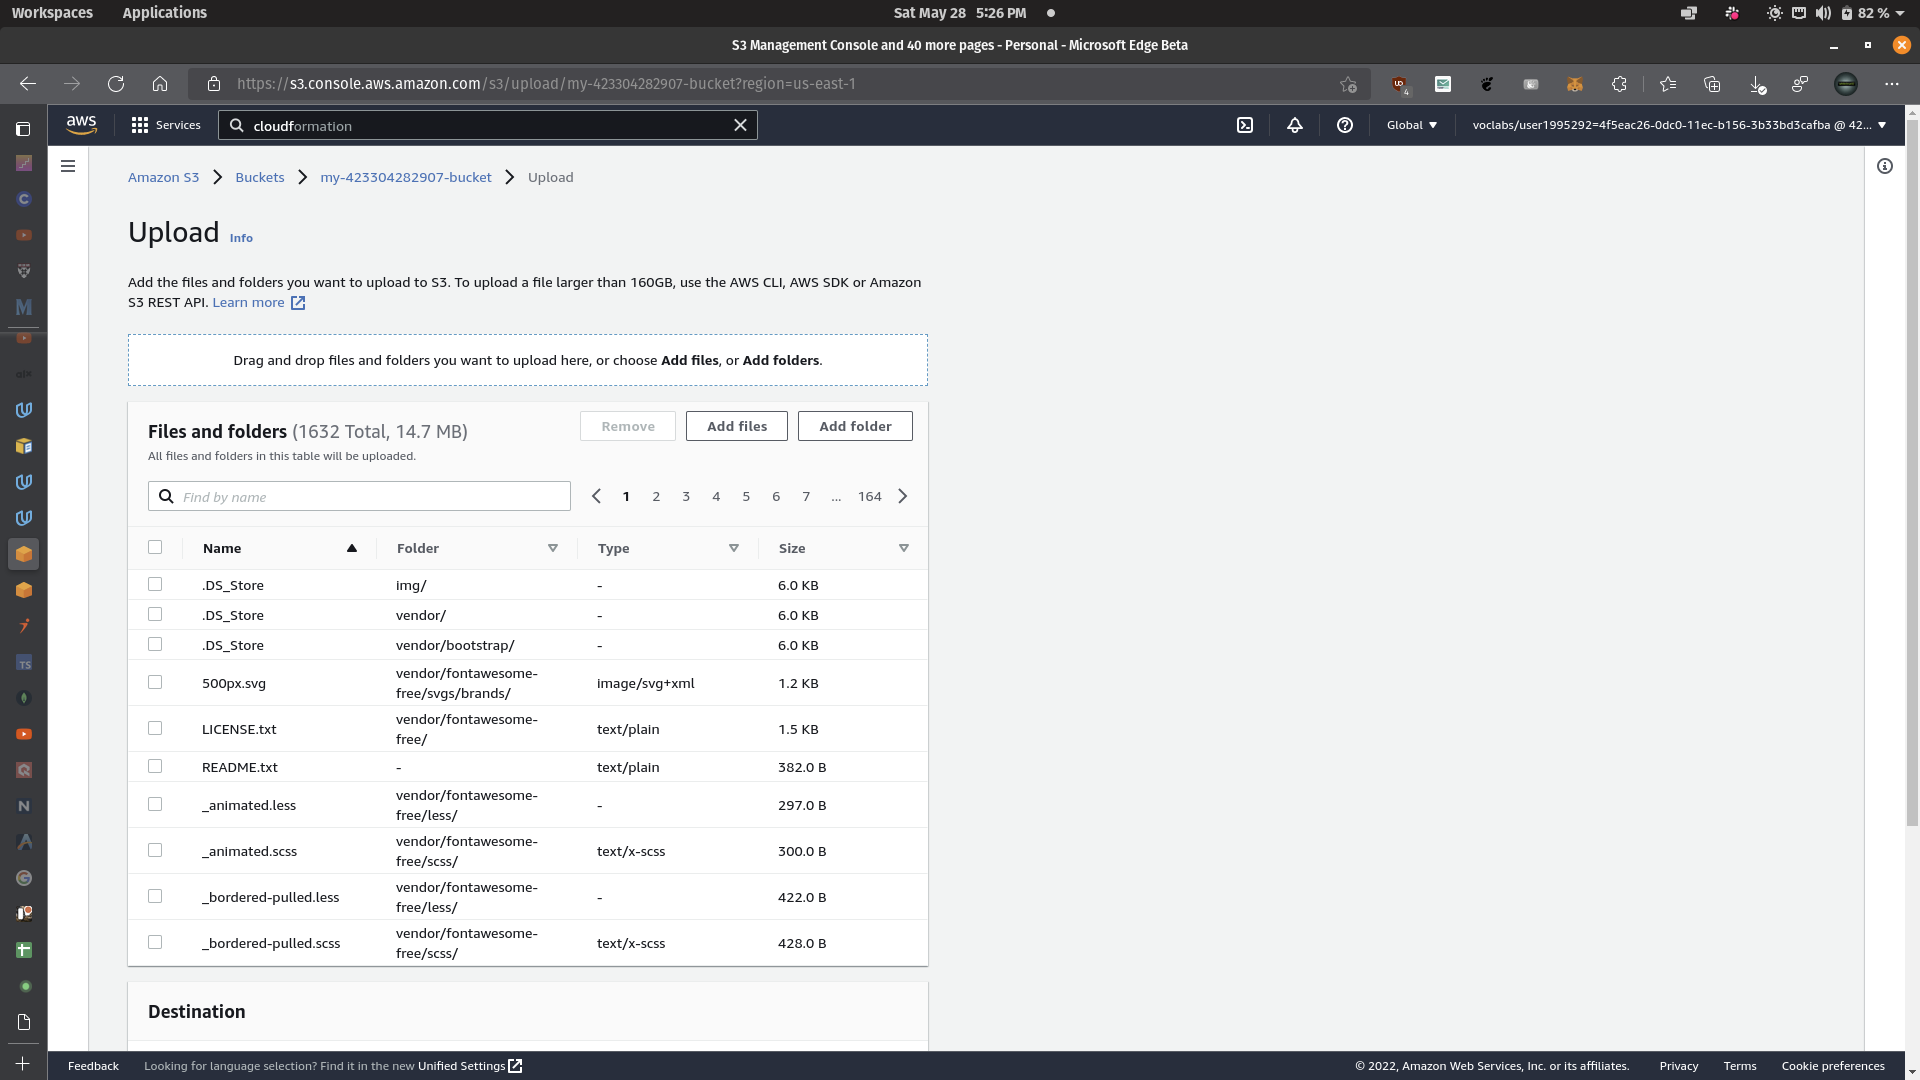 Workspaces Applications Sat May 28 5:26 PM 82 %
S3 Management Console and 40 more pages - Personal - Microsoft Edge Beta
https://s3.console.aws.amazon.com/s3/upload/my-423304282907-bucket?region=us-east-1
aws Services cloudformation Global voclabs/user1995292=4f5eac26-0dc0-11ec-b156-3b33bd3cafba @ 42...
Amazon S3 Buckets my-423304282907-bucket Upload
Upload Info
Add the files and folders you want to upload to S3. To upload a file larger than 160GB, use the AWS CLI, AWS SDK or Amazon
S3 REST API. Learn more
Drag and drop files and folders you want to upload here, or choose Add files, or Add folders.
Files and folders (1632 Total, 14.7 MB) Remove Add files Add folder
All files and folders in this table will be uploaded.
Find by name 1 2 3 4 5 6 7 ... 164
Name Folder Type Size
.DS_Store img/ - 6.0 KB
.DS_Store vendor/ - 6.0 KB
.DS_Store vendor/bootstrap/ - 6.0 KB
500px.svg vendor/fontawesome-free/svgs/brands/ image/svg+xml 1.2 KB
LICENSE.txt vendor/fontawesome-free/ text/plain 1.5 KB
README.txt - text/plain 382.0 B
_animated.less vendor/fontawesome-free/less/ - 297.0 B
_animated.scss vendor/fontawesome-free/scss/ text/x-scss 300.0 B
_bordered-pulled.less vendor/fontawesome-free/less/ - 422.0 B
_bordered-pulled.scss vendor/fontawesome-free/scss/ text/x-scss 428.0 B
Destination
Feedback Looking for language selection? Find it in the new Unified Settings © 2022, Amazon Web Services, Inc. or its affiliates. Privacy Terms Cookie preferences